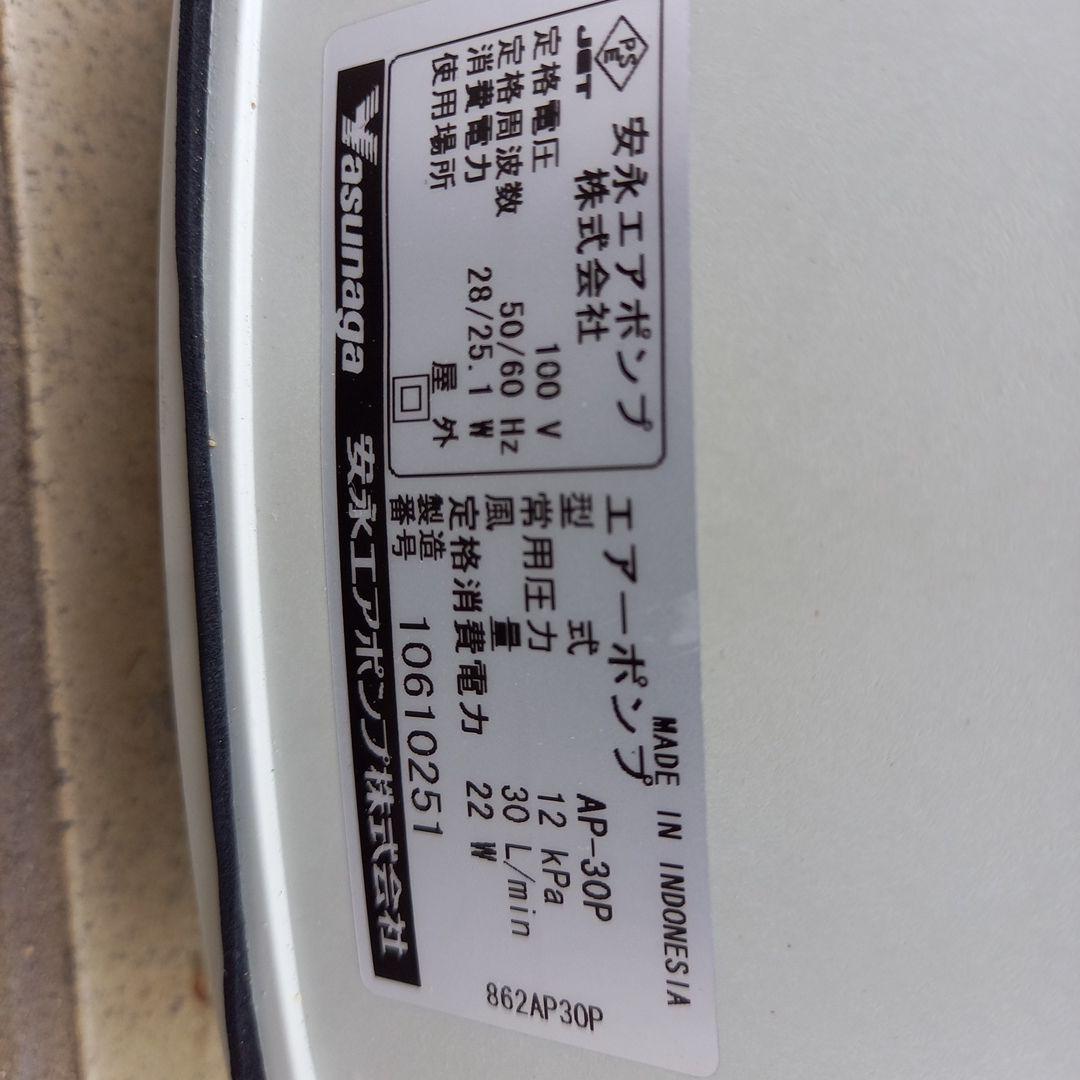 PSE
JET
安永エアポンプ
株式会社
定格電圧 100 V
定格周波数 50/60 Hz
消費電力 28/25.1 W
使用場所 屋外
MADE IN INDONESIA
エアーポンプ
型式 AP-30P
常用圧力 12 kPa
風量 30 L/min
定格消費電力 22 W
製造番号 10610251
862AP30P
Yasunaga 安永エアポンプ株式会社